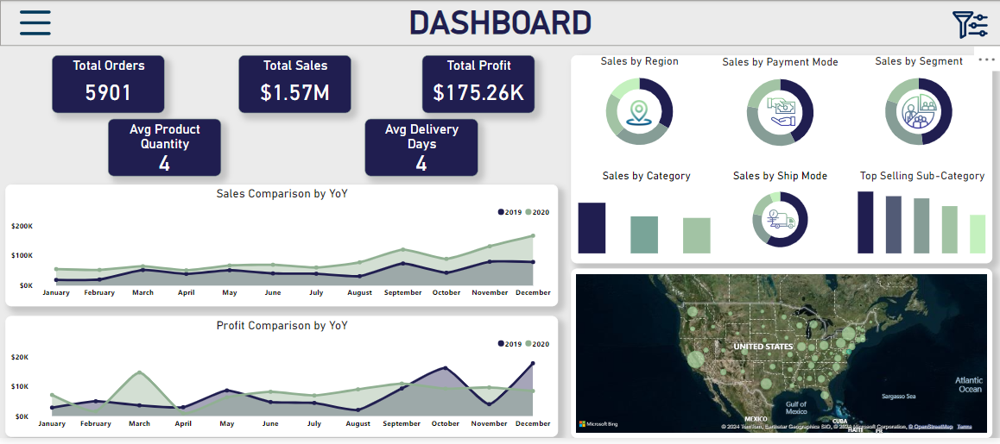 DASHBOARD
Total Orders
5901
Total Sales
$1.57M
Total Profit
$175.26K
Avg Product
Quantity
4
Avg Delivery
Days
4
Sales by Region
Sales by Payment Mode
Sales by Segment
Sales by Category
Sales by Ship Mode
Top Selling Sub-Category
Sales Comparison by YoY
2019 2020
$200K
$100K
$0K
January February March April May June July August September October November December
Profit Comparison by YoY
2019 2020
$20K
$10K
$0K
January February March April May June July August September October November December
UNITED STATES
Atlantic
Ocean
Sargasso Sea
Gulf of
Mexico
MEXICO
CUBA
HAITI
PR
Microsoft Bing
© 2024 TomTom, Earthstar Geographics SIO, © 2024 Microsoft Corporation, © OpenStreetMap Terms